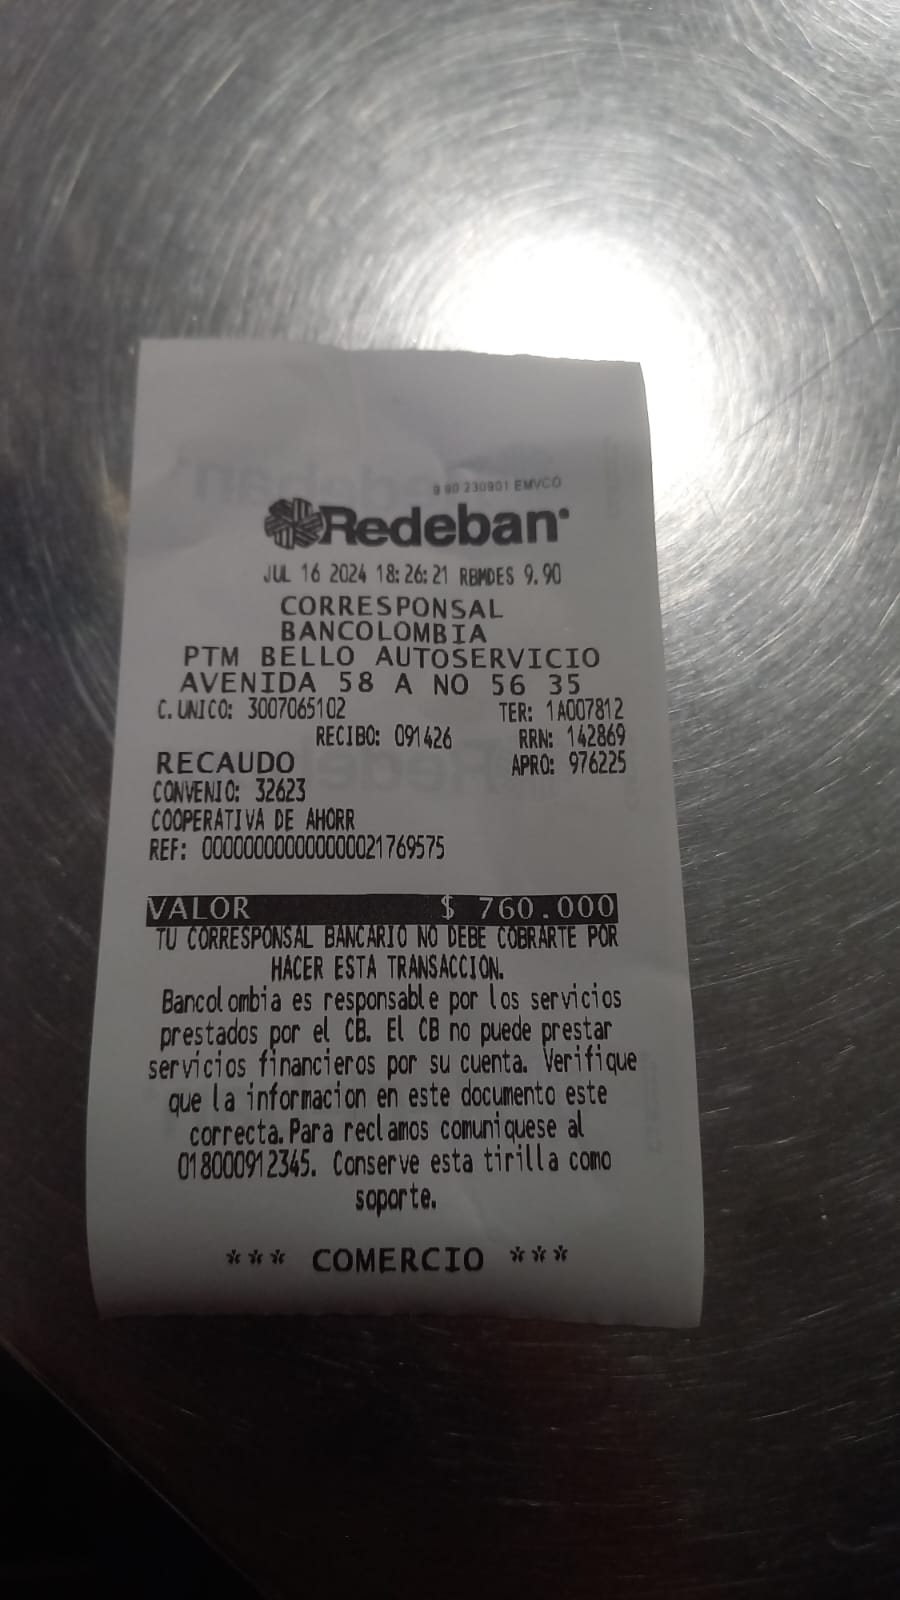 9 90 230901 EMVCO
Redeban
JUL 16 2024 18:26:21 RBMDES 9.90
CORRESPONSAL
BANCOLOMBIA
PTM BELLO AUTOSERVICIO
AVENIDA 58 A NO 56 35
C. UNICO: 3007065102 TER: 1A007812
RECIBO: 091426 RRN: 142869
RECAUDO APRO: 976225
CONVENIO: 32623
COOPERATIVA DE AHORR
REF: 0000000000000000021769575
VALOR $ 760.000
TU CORRESPONSAL BANCARIO NO DEBE COBRARTE POR
HACER ESTA TRANSACCION.
Bancolombia es responsable por los servicios
prestados por el CB. El CB no puede prestar
servicios financieros por su cuenta. Verifique
que la informacion en este documento este
correcta. Para reclamos comuniquese al
018000912345. Conserve esta tirilla como
soporte.
*** COMERCIO ***